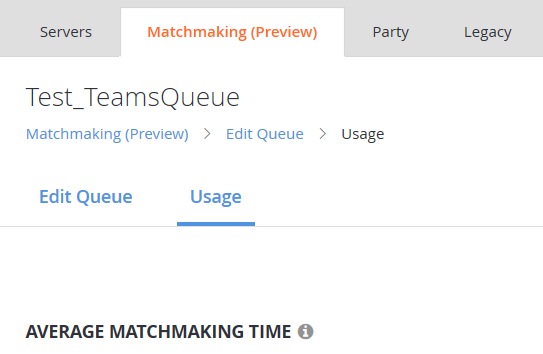 Servers Matchmaking (Preview) Party Legacy
Test_TeamsQueue
Matchmaking (Preview) > Edit Queue > Usage
Edit Queue Usage
AVERAGE MATCHMAKING TIME